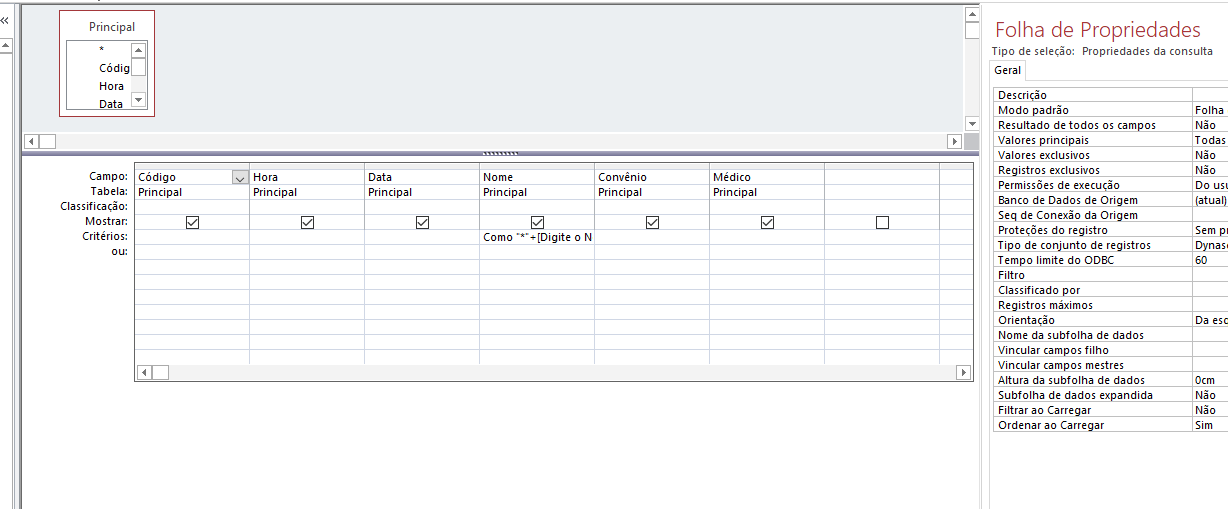 «
Principal
*
Códig
Hora
Data
Campo: Código Hora Data Nome Convênio Médico
Tabela: Principal Principal Principal Principal Principal Principal
Classificação:
Mostrar:
Critérios: Como "*"+[Digite o N
ou:
Folha de Propriedades
Tipo de seleção: Propriedades da consulta
Geral
Descrição
Modo padrão Folha
Resultado de todos os campos Não
Valores principais Todas
Valores exclusivos Não
Registros exclusivos Não
Permissões de execução Do usu
Banco de Dados de Origem (atual)
Seq de Conexão da Origem
Proteções do registro Sem pr
Tipo de conjunto de registros Dynas
Tempo limite do ODBC 60
Filtro
Classificado por
Registros máximos
Orientação Da esq
Nome da subfolha de dados
Vincular campos filho
Vincular campos mestres
Altura da subfolha de dados 0cm
Subfolha de dados expandida Não
Filtrar ao Carregar Não
Ordenar ao Carregar Sim